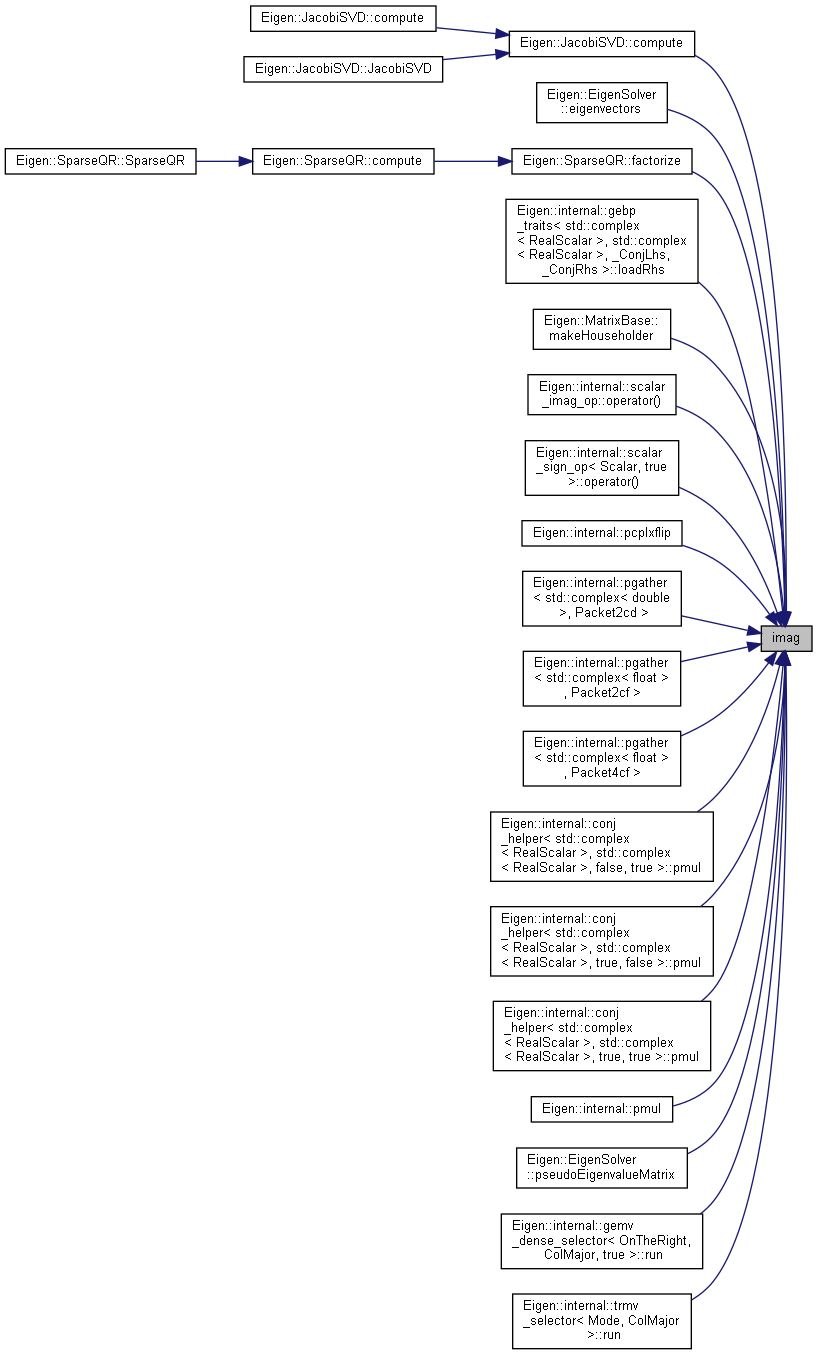 Eigen::JacobiSVD::compute
Eigen::JacobiSVD::compute
Eigen::JacobiSVD::JacobiSVD
Eigen::EigenSolver
::eigenvectors
Eigen::SparseQR::SparseQR
Eigen::SparseQR::compute
Eigen::SparseQR::factorize
Eigen::internal::gebp
_traits< std::complex
< RealScalar >, std::complex
< RealScalar >, _ConjLhs,
_ConjRhs >::loadRhs
Eigen::MatrixBase::
makeHouseholder
Eigen::internal::scalar
_imag_op::operator()
Eigen::internal::scalar
_sign_op< Scalar, true
>::operator()
Eigen::internal::pcplxflip
Eigen::internal::pgather
< std::complex< double
>, Packet2cd >
imag
Eigen::internal::pgather
< std::complex< float >
, Packet2cf >
Eigen::internal::pgather
< std::complex< float >
, Packet4cf >
Eigen::internal::conj
_helper< std::complex
< RealScalar >, std::complex
< RealScalar >, false, true >::pmul
Eigen::internal::conj
_helper< std::complex
< RealScalar >, std::complex
< RealScalar >, true, false >::pmul
Eigen::internal::conj
_helper< std::complex
< RealScalar >, std::complex
< RealScalar >, true, true >::pmul
Eigen::internal::pmul
Eigen::EigenSolver
::pseudoEigenvalueMatrix
Eigen::internal::gemv
_dense_selector< OnTheRight,
ColMajor, true >::run
Eigen::internal::trmv
_selector< Mode, ColMajor
>::run